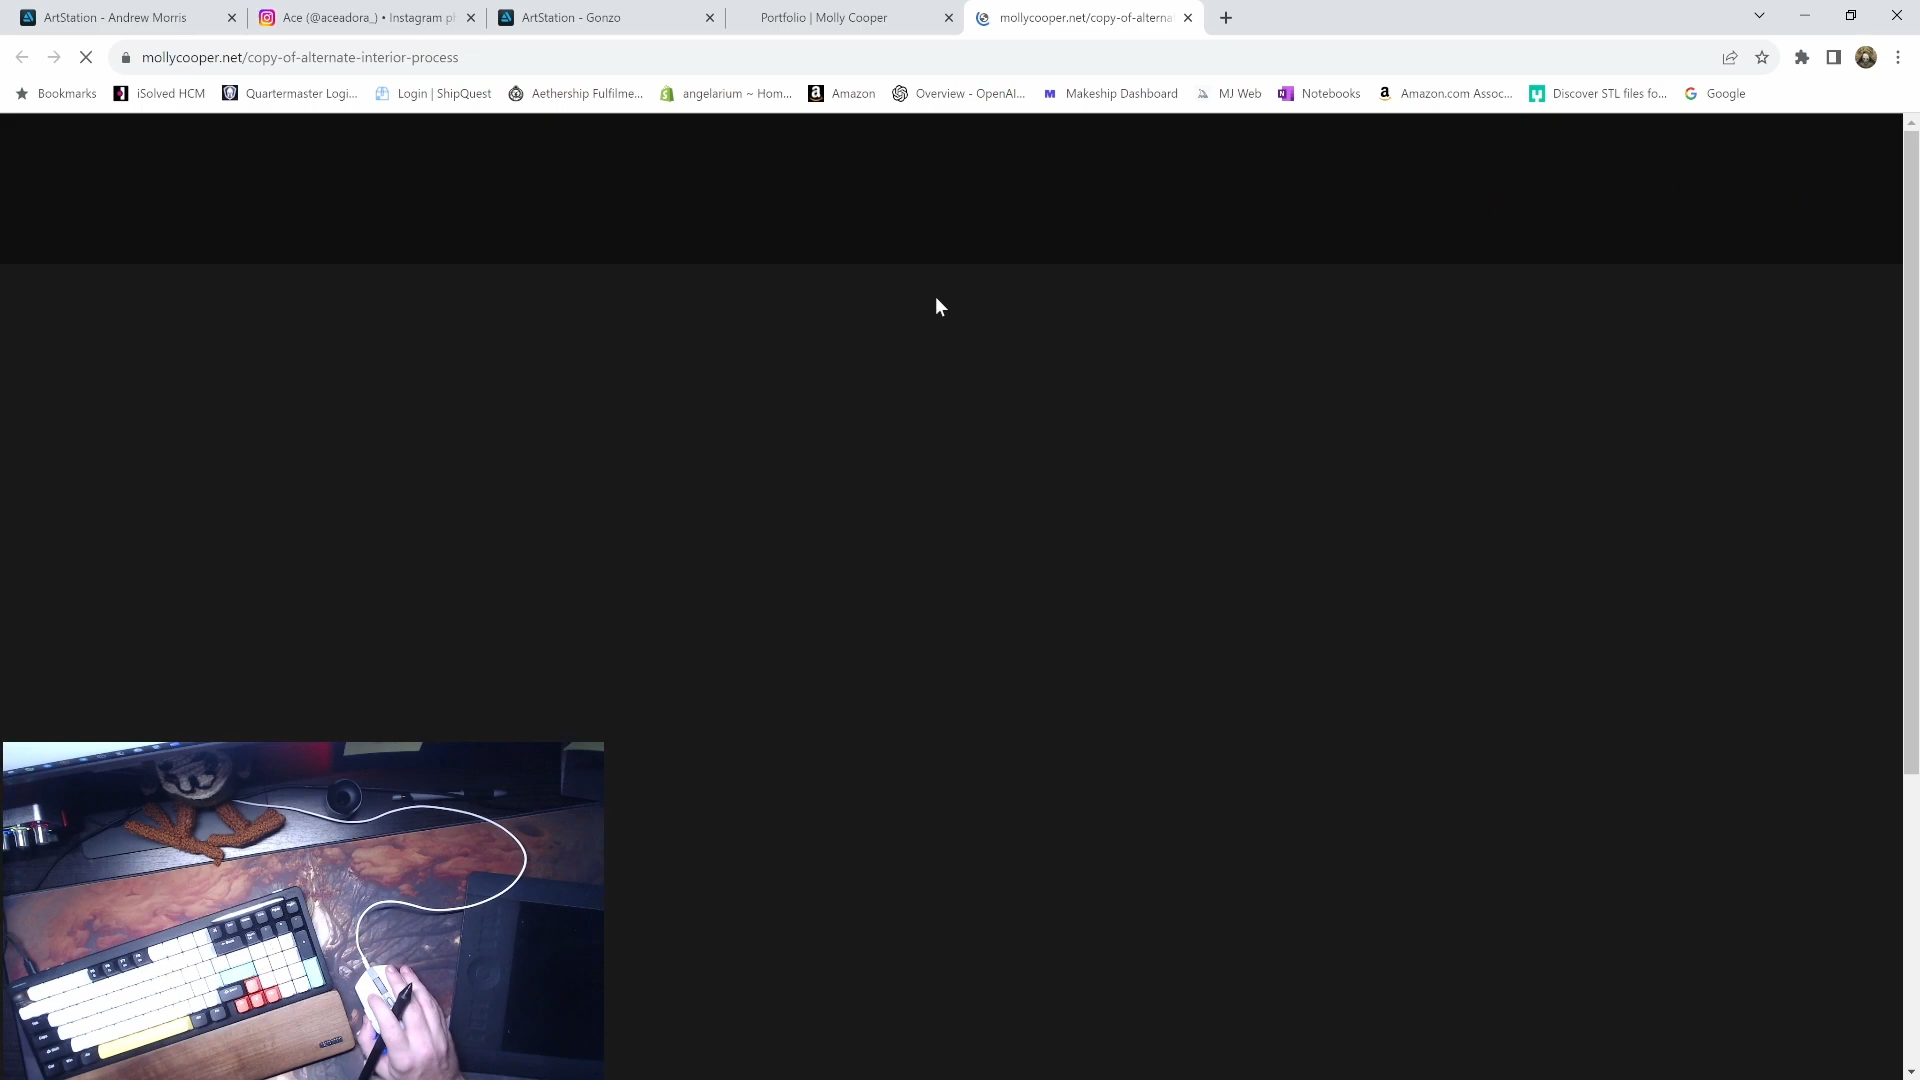 ArtStation - Andrew Morris
Ace (@aceadora_) • Instagram p
ArtStation - Gonzo
Portfolio | Molly Cooper
mollycooper.net/copy-of-alterna
mollycooper.net/copy-of-alternate-interior-process
Bookmarks
iSolved HCM
Quartermaster Logi...
Login | ShipQuest
Aethership Fulfilme...
angelarium ~ Hom...
Amazon
Overview - OpenAI...
Makeship Dashboard
MJ Web
Notebooks
Amazon.com Assoc...
Discover STL files fo...
Google